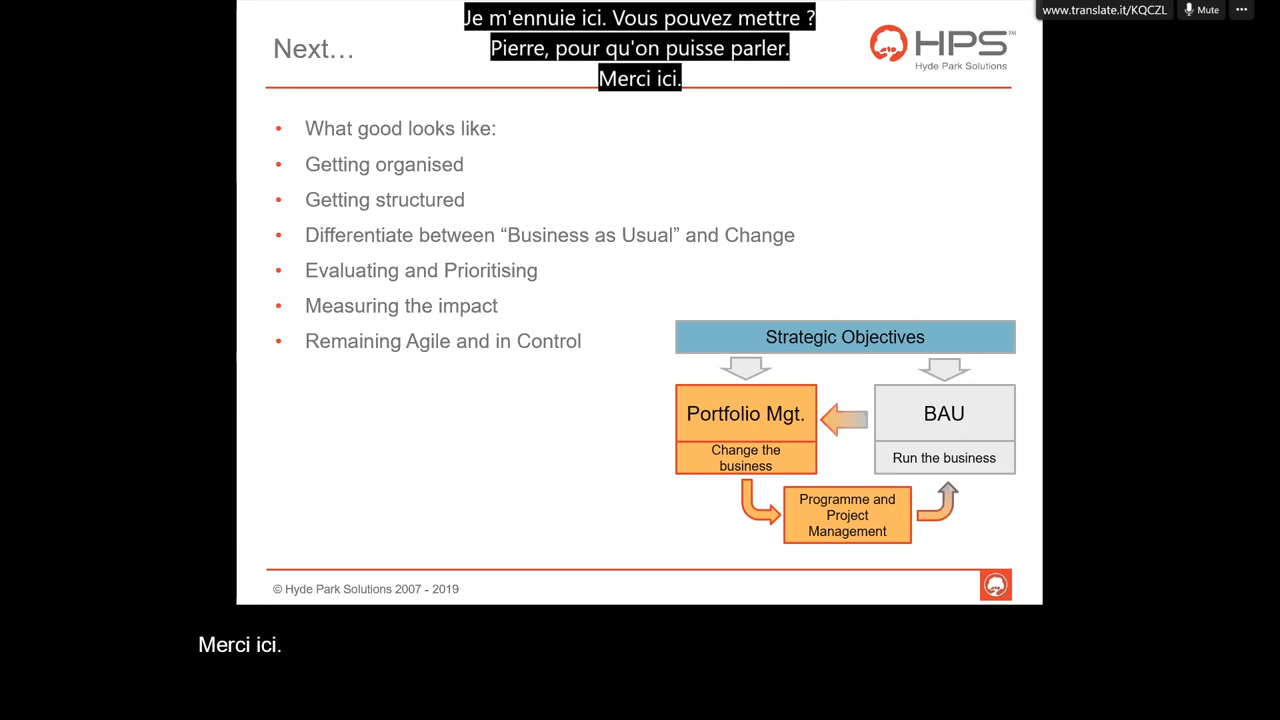 Je m'ennuie ici. Vous pouvez mettre ?
Pierre, pour qu'on puisse parler.
Merci ici.
www.translate.it/KQCZL
Mute
Next…
HPS™
Hyde Park Solutions
What good looks like:
Getting organised
Getting structured
Differentiate between “Business as Usual” and Change
Evaluating and Prioritising
Measuring the impact
Remaining Agile and in Control
Strategic Objectives
Portfolio Mgt.
Change the
business
BAU
Run the business
Programme and
Project
Management
© Hyde Park Solutions 2007 - 2019
Merci ici.